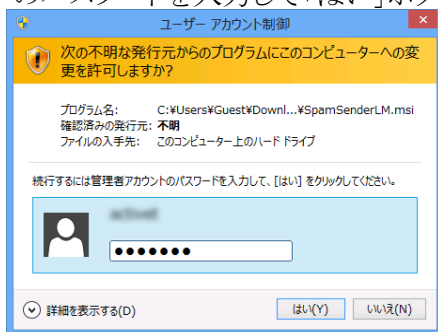 のパスワードを入力して「はい」ボタ
ユーザー アカウント制御
次の不明な発行元からのプログラムにこのコンピューターへの変
更を許可しますか?
プログラム名: C:¥Users¥Guest¥Downl...¥SpamSenderLM.msi
確認済みの発行元: 不明
ファイルの入手先: このコンピューター上のハード ドライブ
続行するには管理者アカウントのパスワードを入力して、[はい] をクリックしてください。
●●●●●●●
詳細を表示する(D)
はい(Y) いいえ(N)